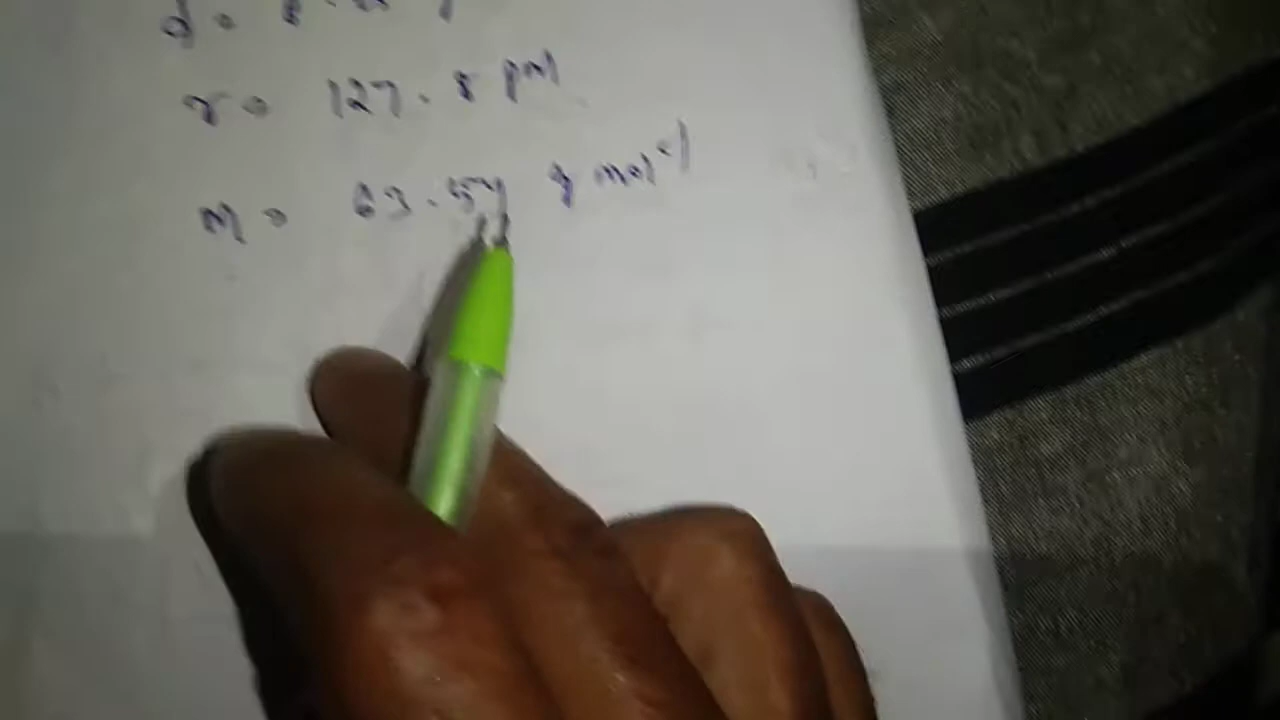 r = 127.8 pm
M = 63.54 g mol⁻¹